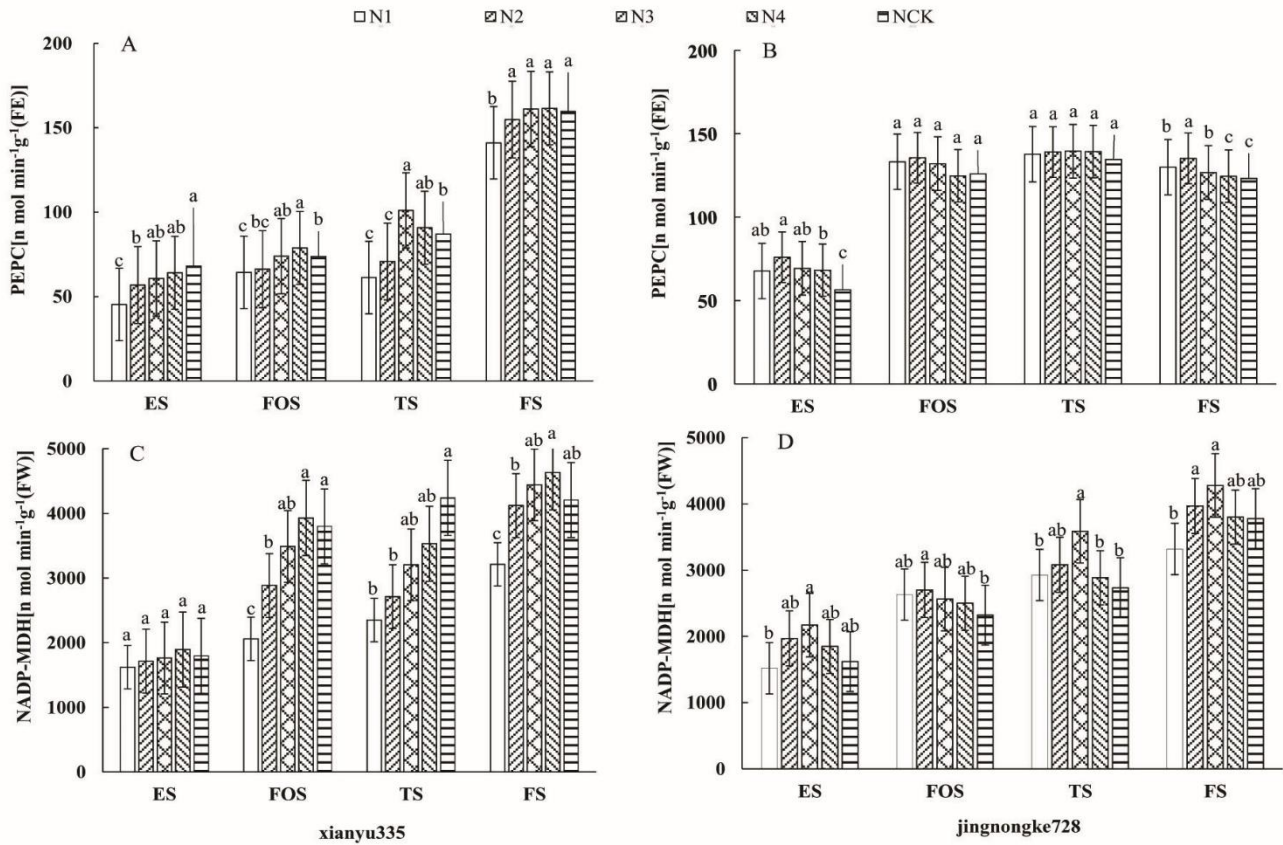 N1 N2 N3 N4 NCK
A
PEPC[n mol min-1g-1(FE)]
200
150
100
50
0
c b ab ab a
c bc ab a b
c c a ab b
b a a a a
ES FOS TS FS
B
PEPC[n mol min-1g-1(FE)]
200
150
100
50
0
ab a ab b c
a a a a a
a a a a a
b a b c c
ES FOS TS FS
C
NADP-MDH[n mol min-1g-1(FW)]
5000
4000
3000
2000
1000
0
a a a a a
c b ab a a
b b ab ab a
c b ab a ab
ES FOS TS FS
xianyu335
D
NADP-MDH[n mol min-1g-1(FW)]
5000
4000
3000
2000
1000
0
b ab a ab ab
ab a ab ab b
b ab a b b
b a a ab ab
ES FOS TS FS
jingnongke728